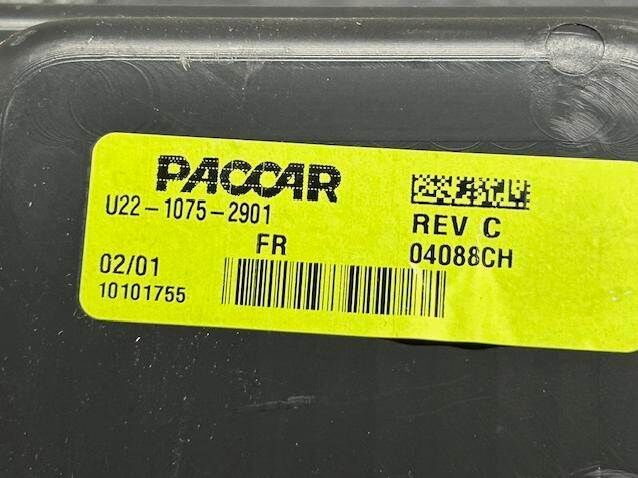 PACCAR
U22-1075-2901
FR
REV C
04088CH
02/01
10101755